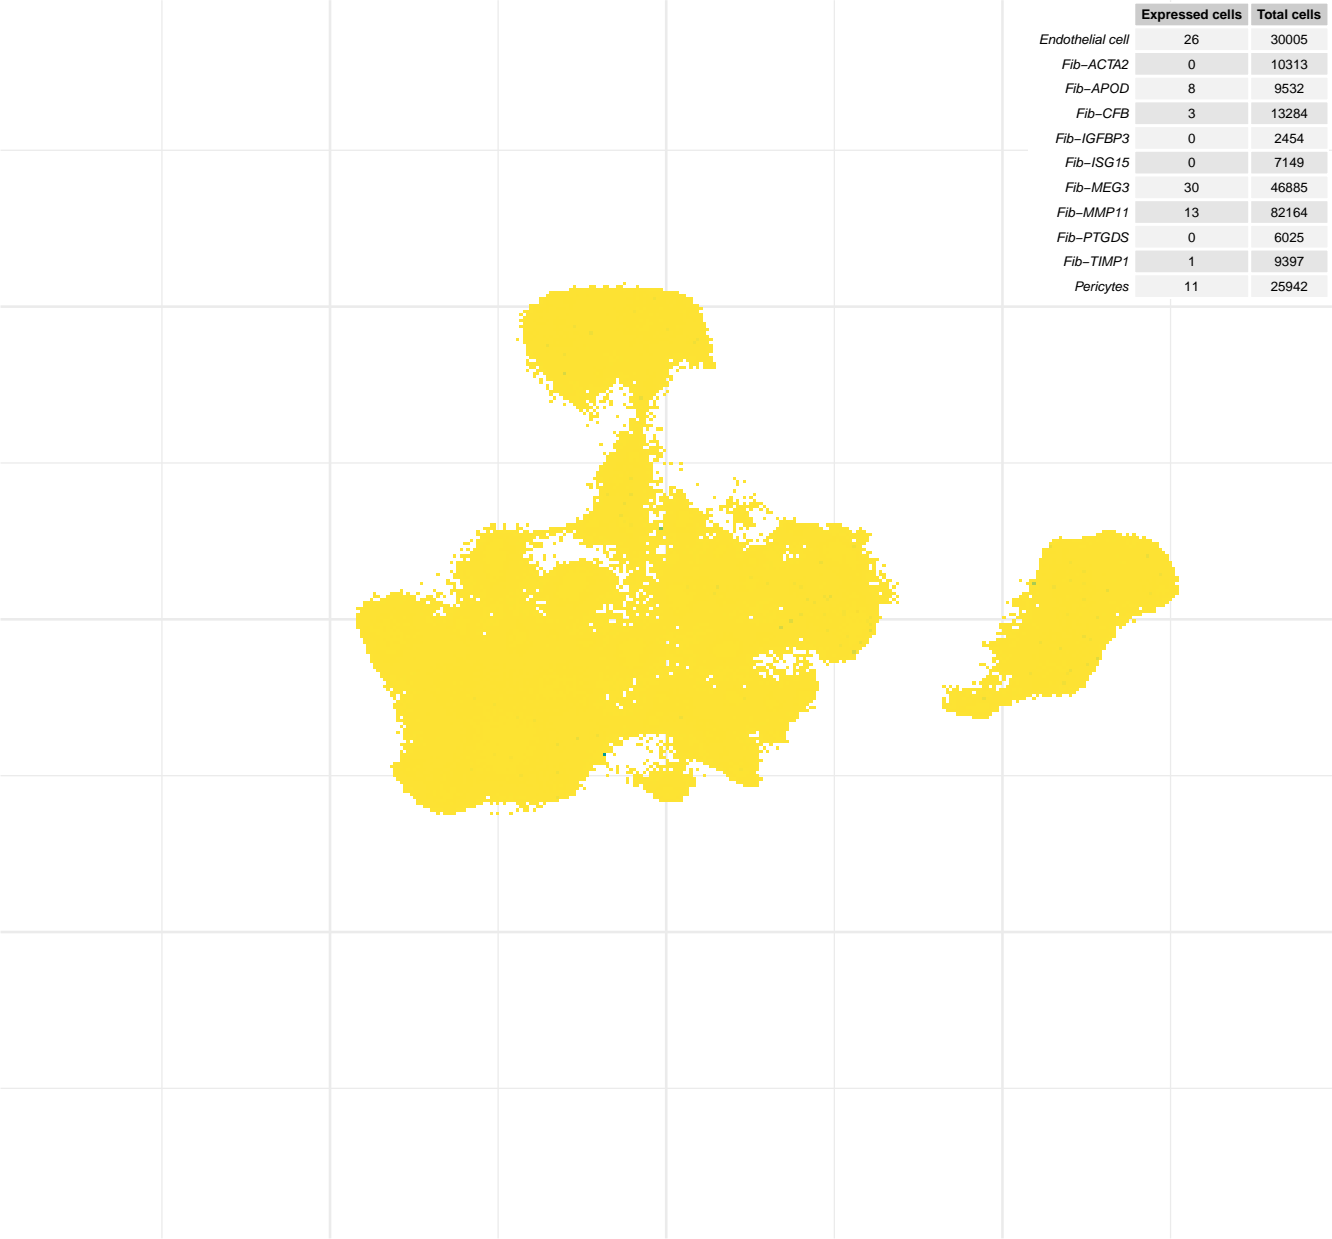 Expressed cells Total cells
Endothelial cell 26 30005
Fib−ACTA2 0 10313
Fib−APOD 8 9532
Fib−CFB 3 13284
Fib−IGFBP3 0 2454
Fib−ISG15 0 7149
Fib−MEG3 30 46885
Fib−MMP11 13 82164
Fib−PTGDS 0 6025
Fib−TIMP1 1 9397
Pericytes 11 25942